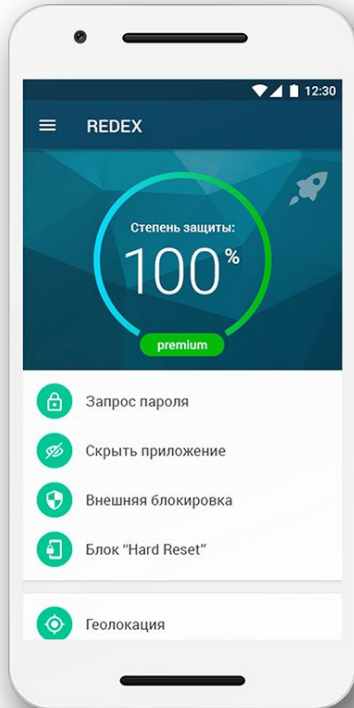 12:30
REDEX
Степень защиты:
100%
premium
Запрос пароля
Скрыть приложение
Внешняя блокировка
Блок “Hard Reset”
Геолокация